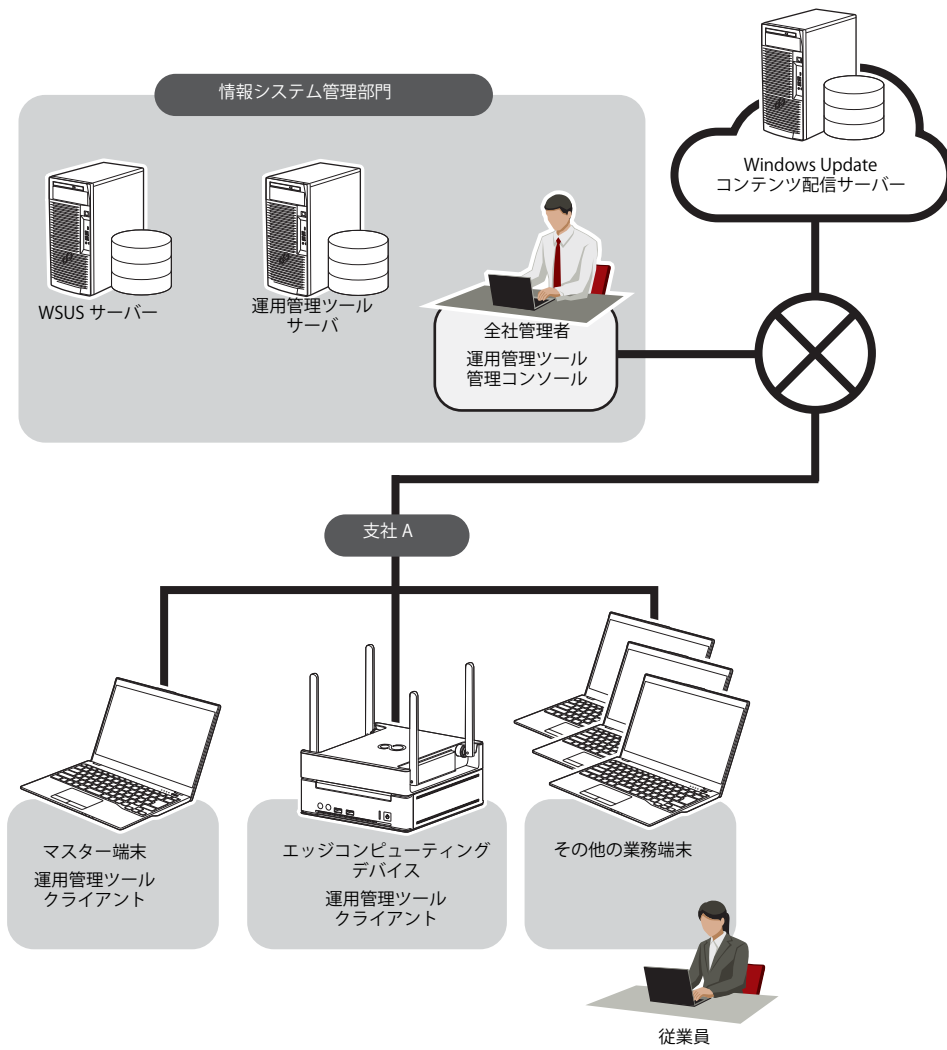 情報システム管理部門
Windows Update
コンテンツ配信サーバー
WSUS サーバー
運用管理ツール
サーバ
全社管理者
運用管理ツール
管理コンソール
支社 A
マスター端末
運用管理ツール
クライアント
エッジコンピューティング
デバイス
運用管理ツール
クライアント
その他の業務端末
従業員